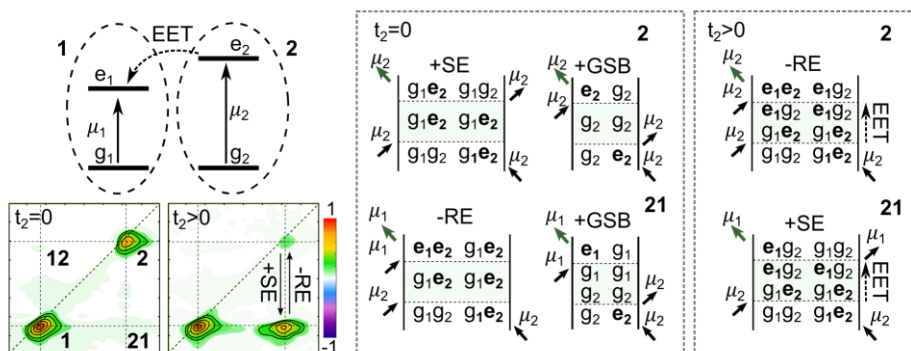 1
EET
2
e₂
e₁
μ₁
μ₂
g₁
g₂
t₂=0
12
2
1
21
t₂>0
+SE
-RE
1
-1
t₂=0
2
+SE
μ₂
g₁e₂ g₁g₂
μ₂
g₁e₂ g₁e₂
μ₂
g₁g₂ g₁e₂
μ₂
+GSB
μ₂
e₂ g₂
μ₂
g₂ g₂
μ₂
g₂ e₂
μ₂
21
-RE
μ₁
e₁e₂ g₁e₂
μ₁
g₁e₂ g₁e₂
μ₂
g₁g₂ g₁e₂
μ₂
+GSB
μ₁
e₁ g₁
μ₁
g₁ g₁
g₂ g₂
μ₂
g₂ e₂
μ₂
t₂>0
2
-RE
μ₂
e₁e₂ e₁g₂
μ₂
e₁g₂ e₁g₂
g₁e₂ g₁e₂
μ₂
g₁g₂ g₁e₂
μ₂
EET
21
+SE
μ₁
e₁g₂ g₁g₂
μ₁
e₁g₂ e₁g₂
g₁e₂ g₁e₂
μ₂
g₁g₂ g₁e₂
μ₂
EET